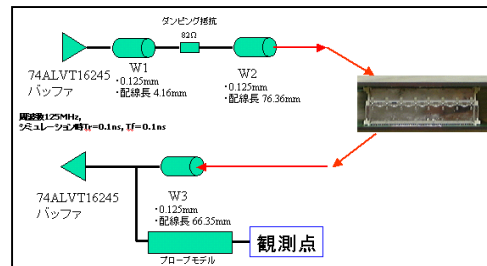 ダンピング抵抗
82Ω
74ALVT16245
バッファ
W1
・0.125mm
・配線長 4.16mm
W2
・0.125mm
・配線長 76.36mm
周波数125MHz,
シミュレーション時Tr=0.1ns, Tf=0.1ns
74ALVT16245
バッファ
W3
・0.125mm
・配線長 66.35mm
プローブモデル
観測点